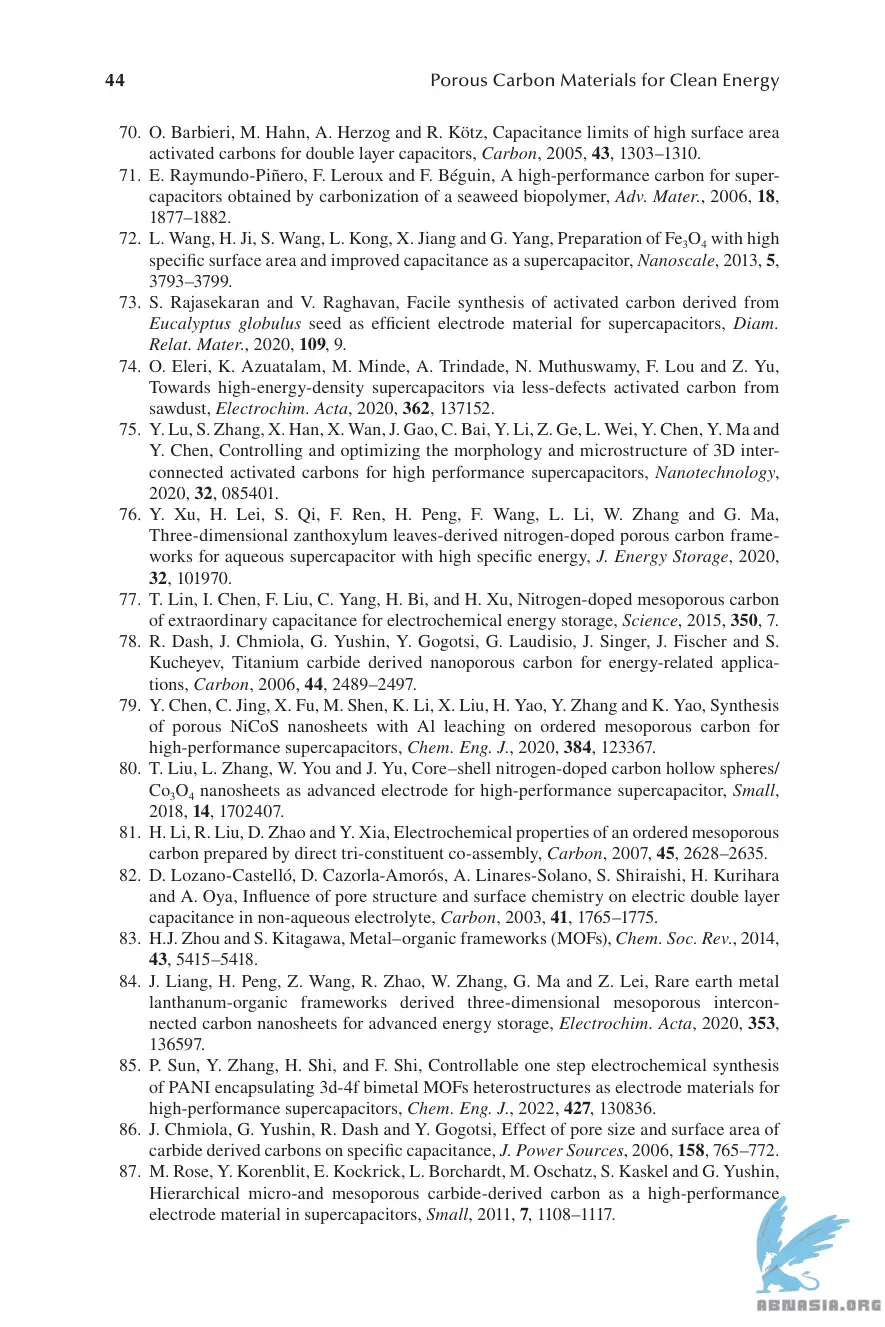 44 Porous Carbon Materials for Clean Energy
70. O. Barbieri, M. Hahn, A. Herzog and R. Kötz, Capacitance limits of high surface area
activated carbons for double layer capacitors, Carbon, 2005, 43, 1303–1310.
71. E. Raymundo-Piñero, F. Leroux and F. Béguin, A high-performance carbon for super-
capacitors obtained by carbonization of a seaweed biopolymer, Adv. Mater., 2006, 18,
1877–1882.
72. L. Wang, H. Ji, S. Wang, L. Kong, X. Jiang and G. Yang, Preparation of Fe₃O₄ with high
specific surface area and improved capacitance as a supercapacitor, Nanoscale, 2013, 5,
3793–3799.
73. S. Rajasekaran and V. Raghavan, Facile synthesis of activated carbon derived from
Eucalyptus globulus seed as efficient electrode material for supercapacitors, Diam.
Relat. Mater., 2020, 109, 9.
74. O. Eleri, K. Azuatalam, M. Minde, A. Trindade, N. Muthuswamy, F. Lou and Z. Yu,
Towards high-energy-density supercapacitors via less-defects activated carbon from
sawdust, Electrochim. Acta, 2020, 362, 137152.
75. Y. Lu, S. Zhang, X. Han, X. Wan, J. Gao, C. Bai, Y. Li, Z. Ge, L. Wei, Y. Chen, Y. Ma and
Y. Chen, Controlling and optimizing the morphology and microstructure of 3D inter-
connected activated carbons for high performance supercapacitors, Nanotechnology,
2020, 32, 085401.
76. Y. Xu, H. Lei, S. Qi, F. Ren, H. Peng, F. Wang, L. Li, W. Zhang and G. Ma,
Three-dimensional zanthoxylum leaves-derived nitrogen-doped porous carbon frame-
works for aqueous supercapacitor with high specific energy, J. Energy Storage, 2020,
32, 101970.
77. T. Lin, I. Chen, F. Liu, C. Yang, H. Bi, and H. Xu, Nitrogen-doped mesoporous carbon
of extraordinary capacitance for electrochemical energy storage, Science, 2015, 350, 7.
78. R. Dash, J. Chmiola, G. Yushin, Y. Gogotsi, G. Laudisio, J. Singer, J. Fischer and S.
Kucheyev, Titanium carbide derived nanoporous carbon for energy-related applica-
tions, Carbon, 2006, 44, 2489–2497.
79. Y. Chen, C. Jing, X. Fu, M. Shen, K. Li, X. Liu, H. Yao, Y. Zhang and K. Yao, Synthesis
of porous NiCoS nanosheets with Al leaching on ordered mesoporous carbon for
high-performance supercapacitors, Chem. Eng. J., 2020, 384, 123367.
80. T. Liu, L. Zhang, W. You and J. Yu, Core–shell nitrogen-doped carbon hollow spheres/
Co₃O₄ nanosheets as advanced electrode for high-performance supercapacitor, Small,
2018, 14, 1702407.
81. H. Li, R. Liu, D. Zhao and Y. Xia, Electrochemical properties of an ordered mesoporous
carbon prepared by direct tri-constituent co-assembly, Carbon, 2007, 45, 2628–2635.
82. D. Lozano-Castelló, D. Cazorla-Amorós, A. Linares-Solano, S. Shiraishi, H. Kurihara
and A. Oya, Influence of pore structure and surface chemistry on electric double layer
capacitance in non-aqueous electrolyte, Carbon, 2003, 41, 1765–1775.
83. H.J. Zhou and S. Kitagawa, Metal–organic frameworks (MOFs), Chem. Soc. Rev., 2014,
43, 5415–5418.
84. J. Liang, H. Peng, Z. Wang, R. Zhao, W. Zhang, G. Ma and Z. Lei, Rare earth metal
lanthanum-organic frameworks derived three-dimensional mesoporous intercon-
nected carbon nanosheets for advanced energy storage, Electrochim. Acta, 2020, 353,
136597.
85. P. Sun, Y. Zhang, H. Shi, and F. Shi, Controllable one step electrochemical synthesis
of PANI encapsulating 3d-4f bimetal MOFs heterostructures as electrode materials for
high-performance supercapacitors, Chem. Eng. J., 2022, 427, 130836.
86. J. Chmiola, G. Yushin, R. Dash and Y. Gogotsi, Effect of pore size and surface area of
carbide derived carbons on specific capacitance, J. Power Sources, 2006, 158, 765–772.
87. M. Rose, Y. Korenblit, E. Kockrick, L. Borchardt, M. Oschatz, S. Kaskel and G. Yushin,
Hierarchical micro-and mesoporous carbide-derived carbon as a high-performance
electrode material in supercapacitors, Small, 2011, 7, 1108–1117.
ABNASIA.ORG